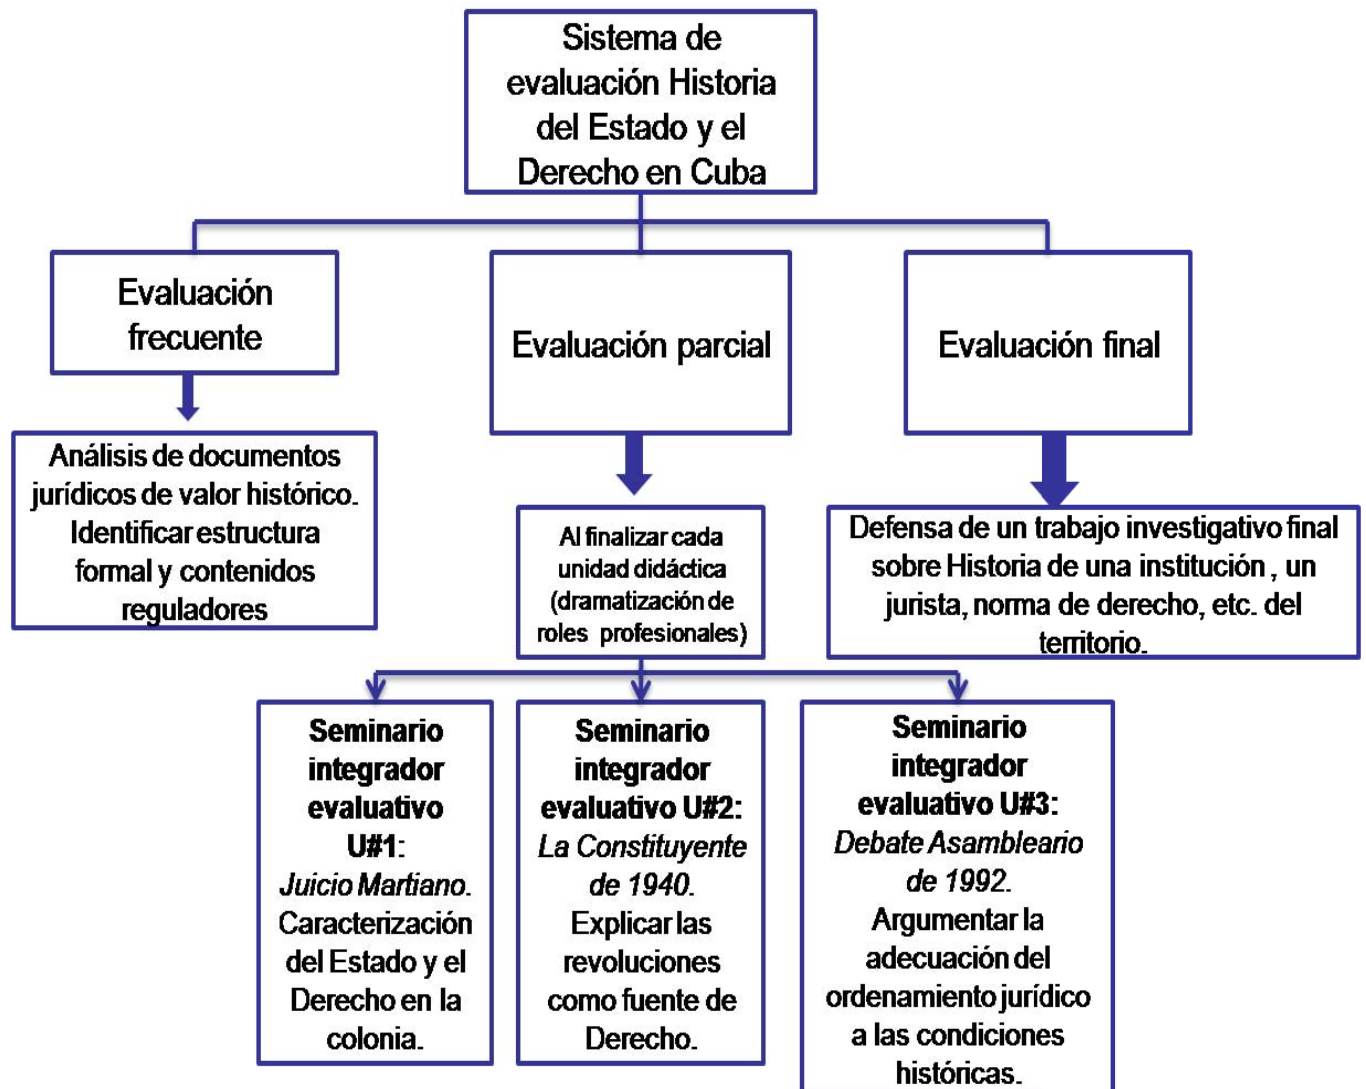 Sistema de
evaluación Historia
del Estado y el
Derecho en Cuba
Evaluación
frecuente
Evaluación parcial
Evaluación final
Análisis de documentos
jurídicos de valor histórico.
Identificar estructura
formal y contenidos
reguladores
Al finalizar cada
unidad didáctica
(dramatización de
roles profesionales)
Defensa de un trabajo investigativo final
sobre Historia de una institución , un
jurista, norma de derecho, etc. del
territorio.
Seminario
integrador
evaluativo
U#1:
Juicio Martiano.
Caracterización
del Estado y el
Derecho en la
colonia.
Seminario
integrador
evaluativo U#2:
La Constituyente
de 1940.
Explicar las
revoluciones
como fuente de
Derecho.
Seminario
integrador
evaluativo U#3:
Debate Asambleario
de 1992.
Argumentar la
adecuación del
ordenamiento jurídico
a las condiciones
históricas.